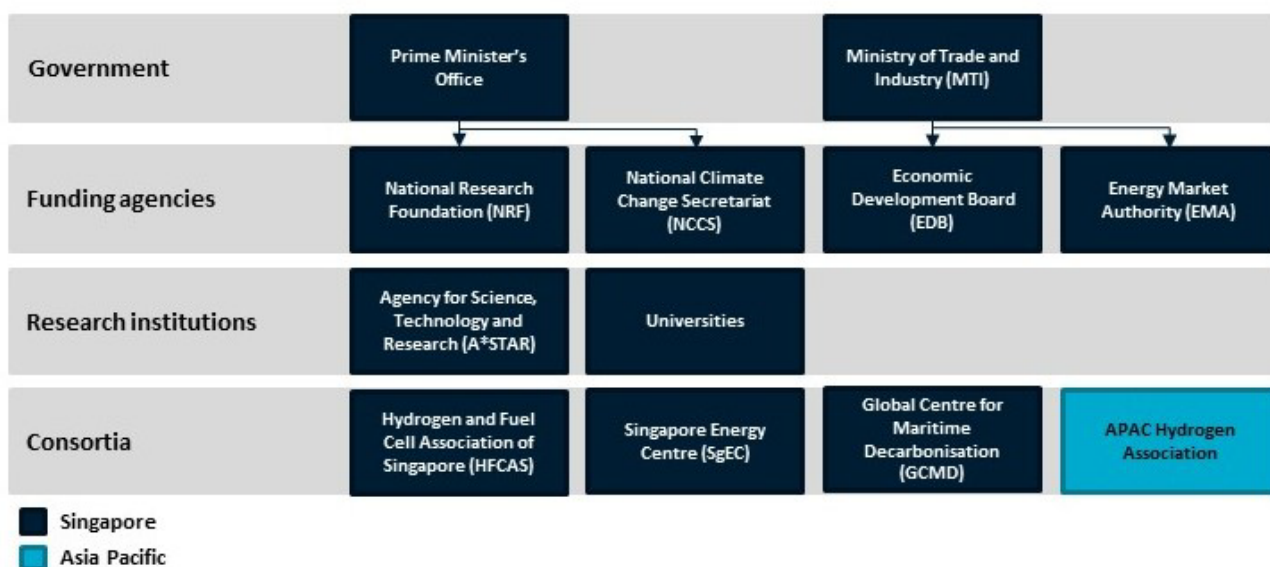 Government
Prime Minister's
Office
Ministry of Trade and
Industry (MTI)
Funding agencies
National Research
Foundation (NRF)
National Climate
Change Secretariat
(NCCS)
Economic
Development Board
(EDB)
Energy Market
Authority (EMA)
Research institutions
Agency for Science,
Technology and
Research (A*STAR)
Universities
Consortia
Hydrogen and Fuel
Cell Association of
Singapore (HFCAS)
Singapore Energy
Centre (SgEC)
Global Centre for
Maritime
Decarbonisation
(GCMD)
APAC Hydrogen
Association
Singapore
Asia Pacific